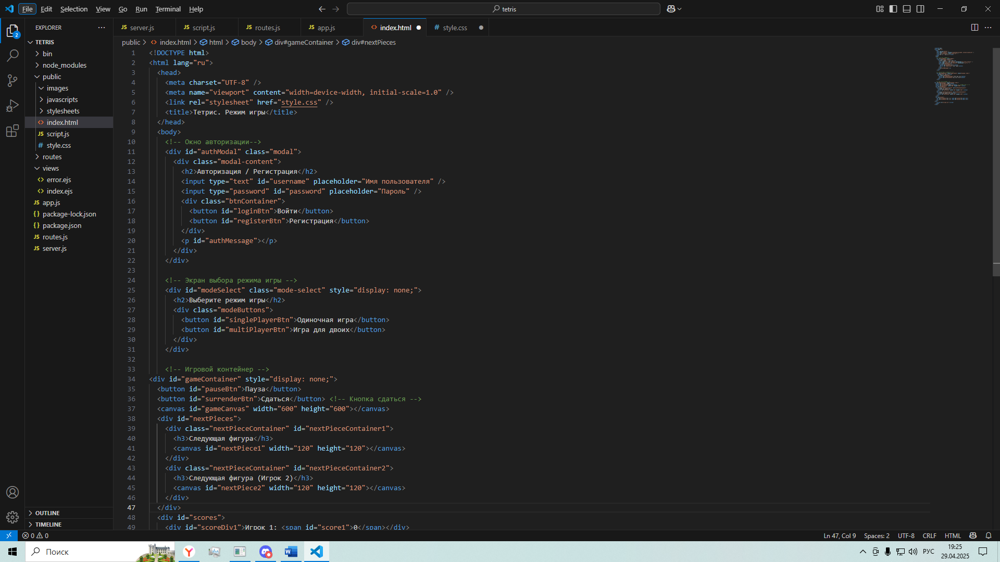 File Edit Selection View Go Run Terminal Help
tetris
EXPLORER
server.js script.js routes.js app.js index.html style.css
public > index.html > html > body > div#gameContainer > div#nextPieces
2
TETRIS
bin
node_modules
public
images
javascripts
stylesheets
index.html
script.js
style.css
routes
views
error.ejs
index.ejs
app.js
package-lock.json
package.json
routes.js
server.js
OUTLINE
TIMELINE
1 <!DOCTYPE html>
2 <html lang="ru">
3 <head>
4 <meta charset="UTF-8" />
5 <meta name="viewport" content="width=device-width, initial-scale=1.0" />
6 <link rel="stylesheet" href="style.css" />
7 <title>Тетрис. Режим игры</title>
8 </head>
9 <body>
10 <!-- Окно авторизации-->
11 <div id="authModal" class="modal">
12 <div class="modal-content">
13 <h2>Авторизация / Регистрация</h2>
14 <input type="text" id="username" placeholder="Имя пользователя" />
15 <input type="password" id="password" placeholder="Пароль" />
16 <div class="btnContainer">
17 <button id="loginBtn">Войти</button>
18 <button id="registerBtn">Регистрация</button>
19 </div>
20 <p id="authMessage"></p>
21 </div>
22 </div>
23
24 <!-- Экран выбора режима игры -->
25 <div id="modeSelect" class="mode-select" style="display: none;">
26 <h2>Выберите режим игры</h2>
27 <div class="modeButtons">
28 <button id="singlePlayerBtn">Одиночная игра</button>
29 <button id="multiPlayerBtn">Игра для двоих</button>
30 </div>
31 </div>
32
33 <!-- Игровой контейнер -->
34 <div id="gameContainer" style="display: none;">
35 <button id="pauseBtn">Пауза</button>
36 <button id="surrenderBtn">Сдаться</button> <!-- Кнопка сдаться -->
37 <canvas id="gameCanvas" width="600" height="600"></canvas>
38 <div id="nextPieces">
39 <div class="nextPieceContainer" id="nextPieceContainer1">
40 <h3>Следующая фигура</h3>
41 <canvas id="nextPiece1" width="120" height="120"></canvas>
42 </div>
43 <div class="nextPieceContainer" id="nextPieceContainer2">
44 <h3>Следующая фигура (Игрок 2)</h3>
45 <canvas id="nextPiece2" width="120" height="120"></canvas>
46 </div>
47 </div>
48 <div id="scores">
49 <div id="scoreDiv1">Игрок 1: <span id="score1">0</span></div>
0 0
Ln 47, Col 9 Spaces: 2 UTF-8 CRLF HTML
Поиск
РУС
19:25
29.04.2025